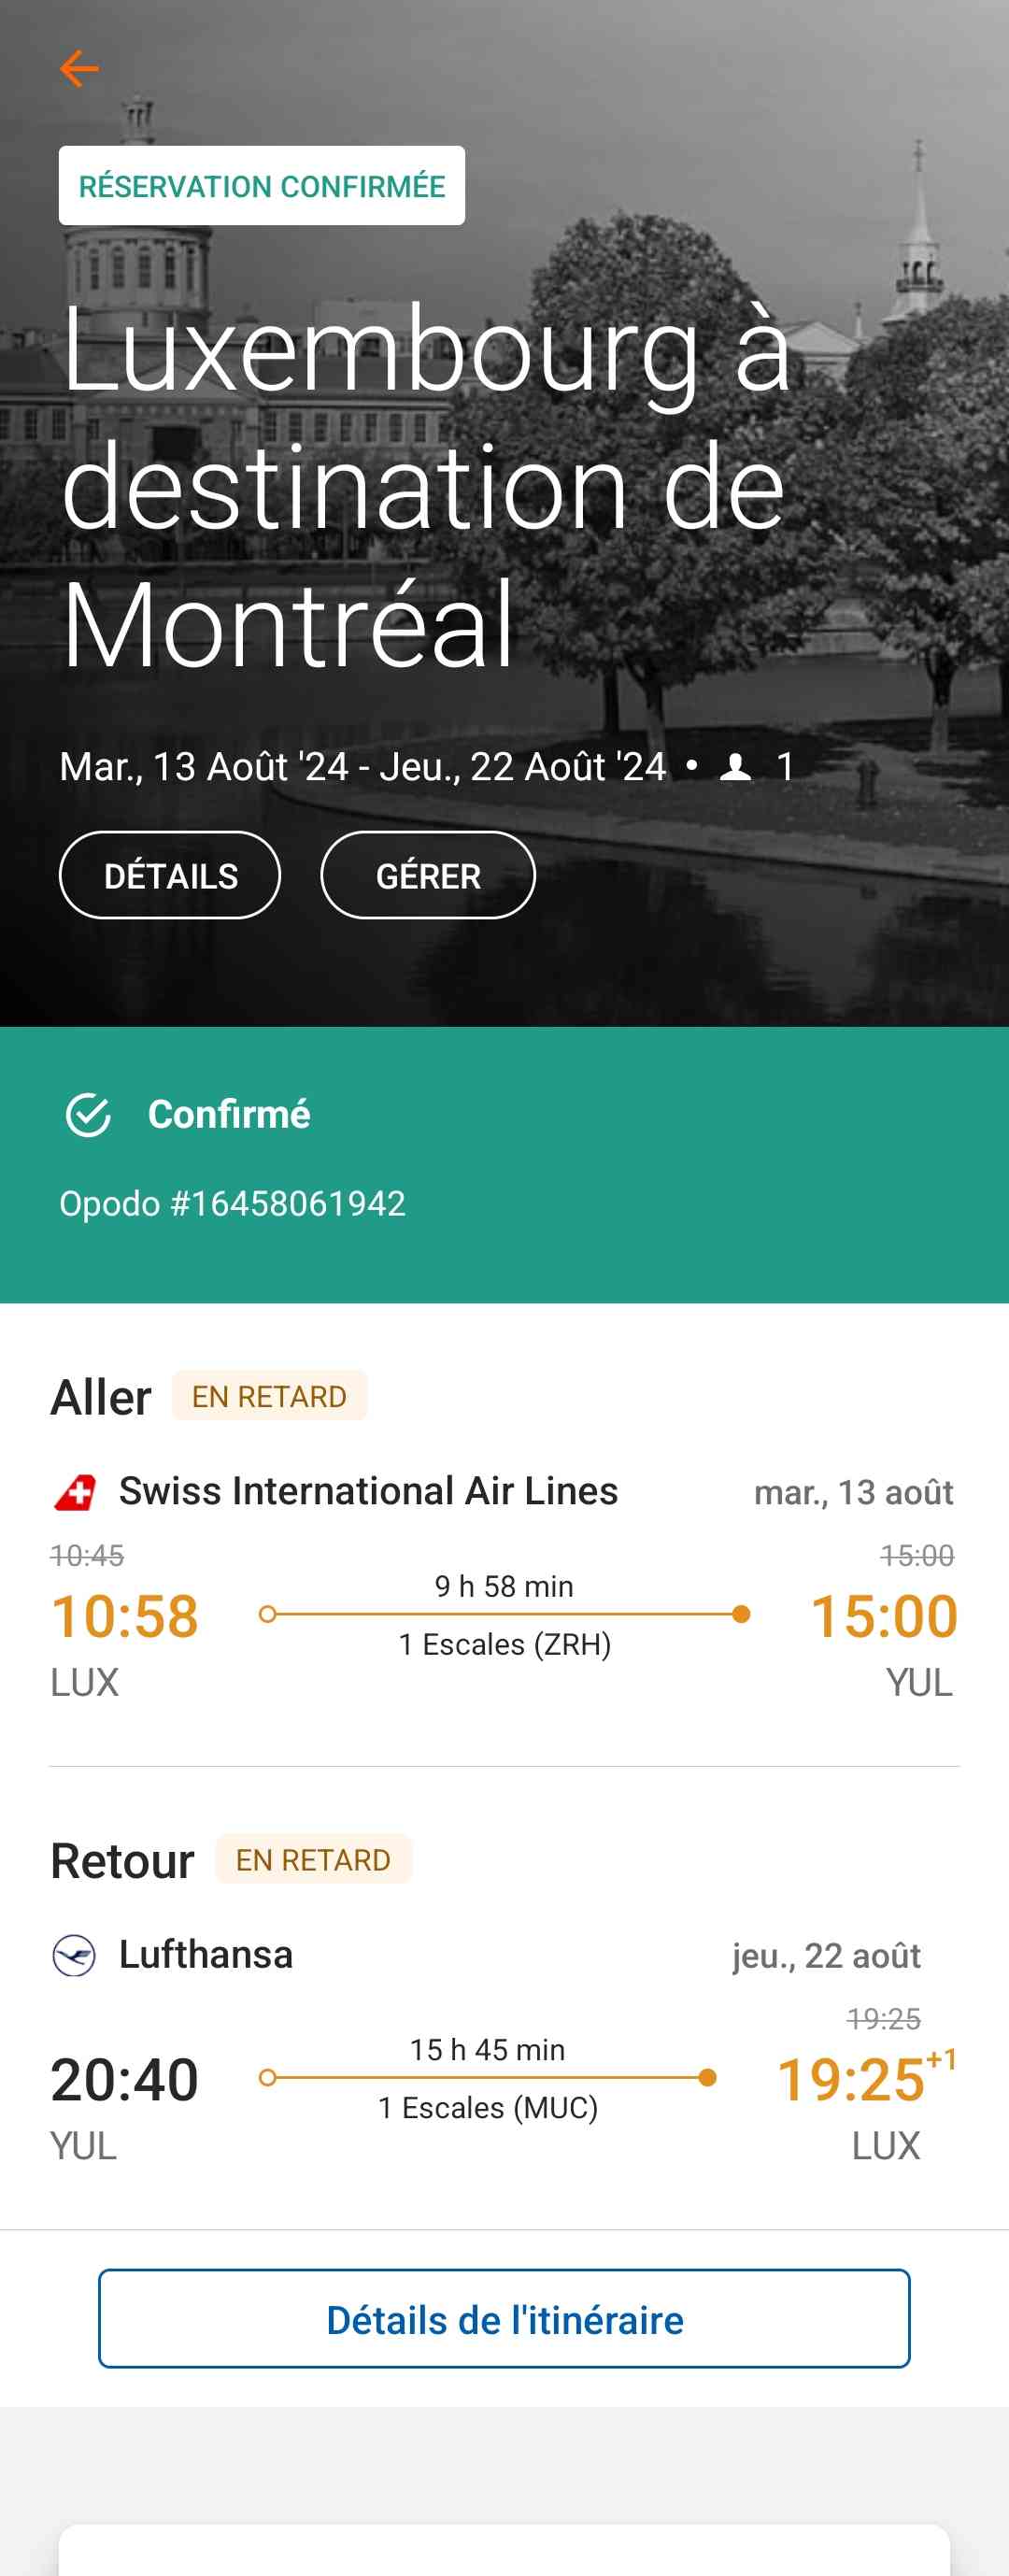 RÉSERVATION CONFIRMÉE
Luxembourg à
destination de
Montréal
Mar., 13 Août '24 - Jeu., 22 Août '24 • 1
DÉTAILS
GÉRER
Confirmé
Opodo #16458061942
Aller EN RETARD
Swiss International Air Lines mar., 13 août
10:45 15:00
9 h 58 min
10:58 15:00
1 Escales (ZRH)
LUX YUL
Retour EN RETARD
Lufthansa jeu., 22 août
19:25
15 h 45 min
20:40 19:25+1
1 Escales (MUC)
YUL LUX
Détails de l'itinéraire